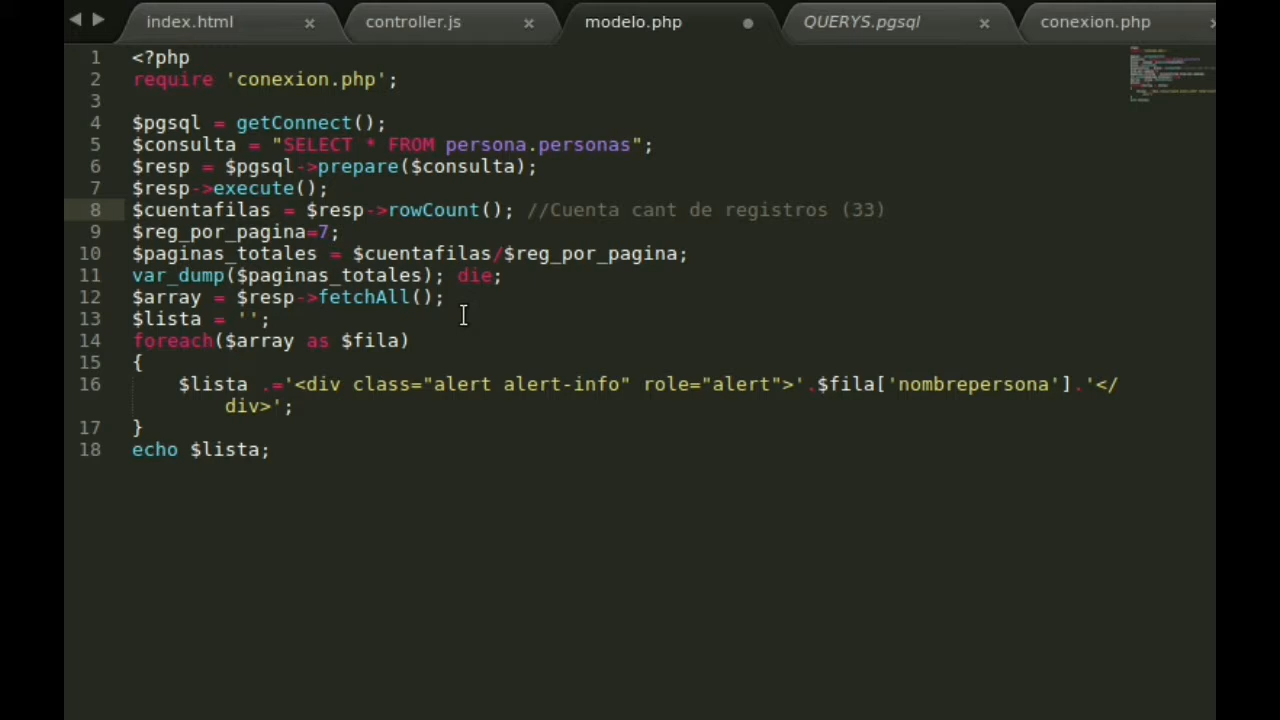 index.html × controller.js × modelo.php QUERYS.pgsql × conexion.php ×
1 <?php
2 require 'conexion.php';
3
4 $pgsql = getConnect();
5 $consulta = "SELECT * FROM persona.personas";
6 $resp = $pgsql->prepare($consulta);
7 $resp->execute();
8 $cuentafilas = $resp->rowCount(); //Cuenta cant de registros (33)
9 $reg_por_pagina=7;
10 $paginas_totales = $cuentafilas/$reg_por_pagina;
11 var_dump($paginas_totales); die;
12 $array = $resp->fetchAll();
13 $lista = '';
14 foreach($array as $fila)
15 {
16     $lista .='<div class="alert alert-info" role="alert">'.$fila['nombrepersona'].'</
div>';
17 }
18 echo $lista;